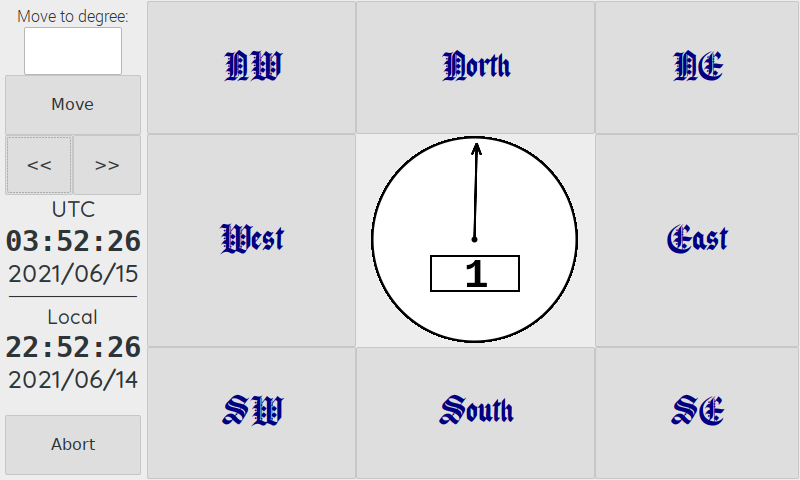 Move to degree:
Move
<< >>
UTC
03:52:26
2021/06/15
Local
22:52:26
2021/06/14
Abort
NW North NE
West East
1
SW South SE